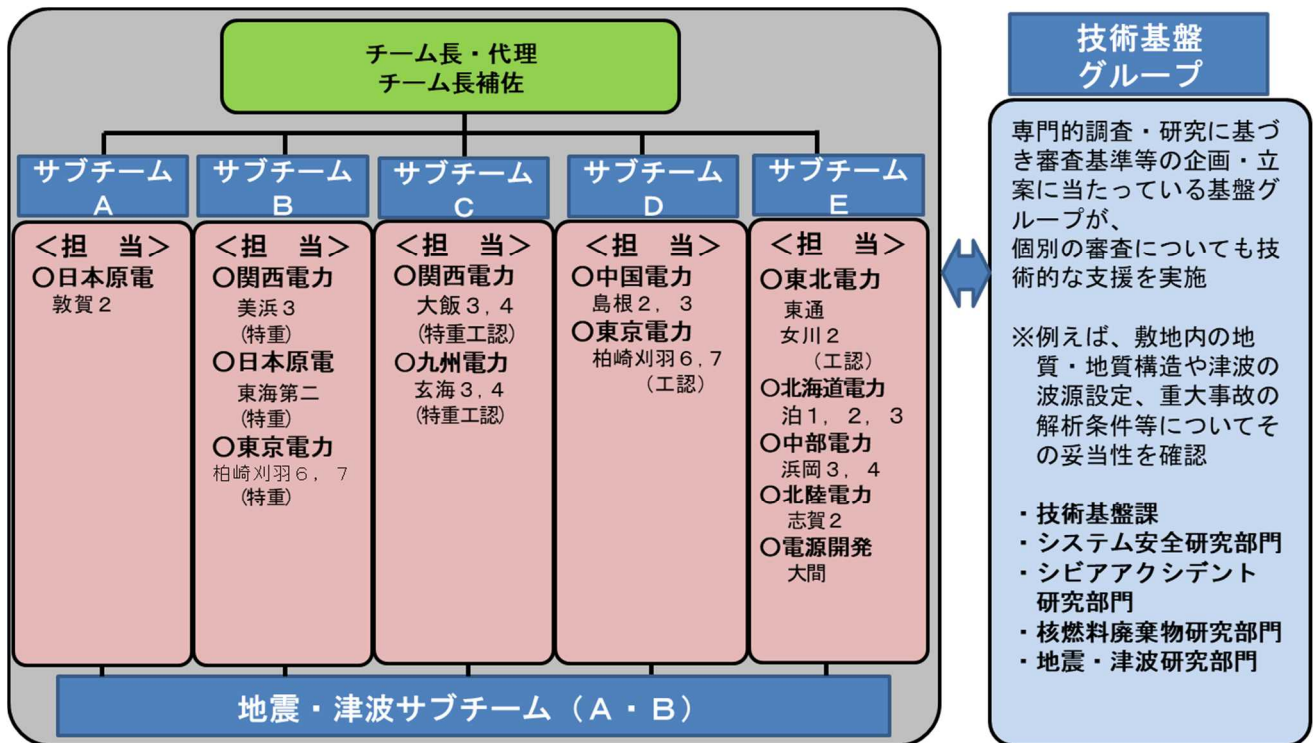 チーム長・代理
チーム長補佐
サブチーム
A
<担　当>
○日本原電
敦賀２
サブチーム
B
<担　当>
○関西電力
美浜３
(特重)
○日本原電
東海第二
(特重)
○東京電力
柏崎刈羽６，７
(特重)
サブチーム
C
<担　当>
○関西電力
大飯３，４
(特重工認)
○九州電力
玄海３，４
(特重工認)
サブチーム
D
<担　当>
○中国電力
島根２，３
○東京電力
柏崎刈羽６，７
(工認)
サブチーム
E
<担　当>
○東北電力
東通
女川２
(工認)
○北海道電力
泊１，２，３
○中部電力
浜岡３，４
○北陸電力
志賀２
○電源開発
大間
地震・津波サブチーム（A・B）
技術基盤
グループ
専門的調査・研究に基づ
き審査基準等の企画・立
案に当たっている基盤グ
ループが、
個別の審査についても技
術的な支援を実施
※例えば、敷地内の地
質・地質構造や津波の
波源設定、重大事故の
解析条件等についてそ
の妥当性を確認
・技術基盤課
・システム安全研究部門
・シビアアクシデント
研究部門
・核燃料廃棄物研究部門
・地震・津波研究部門